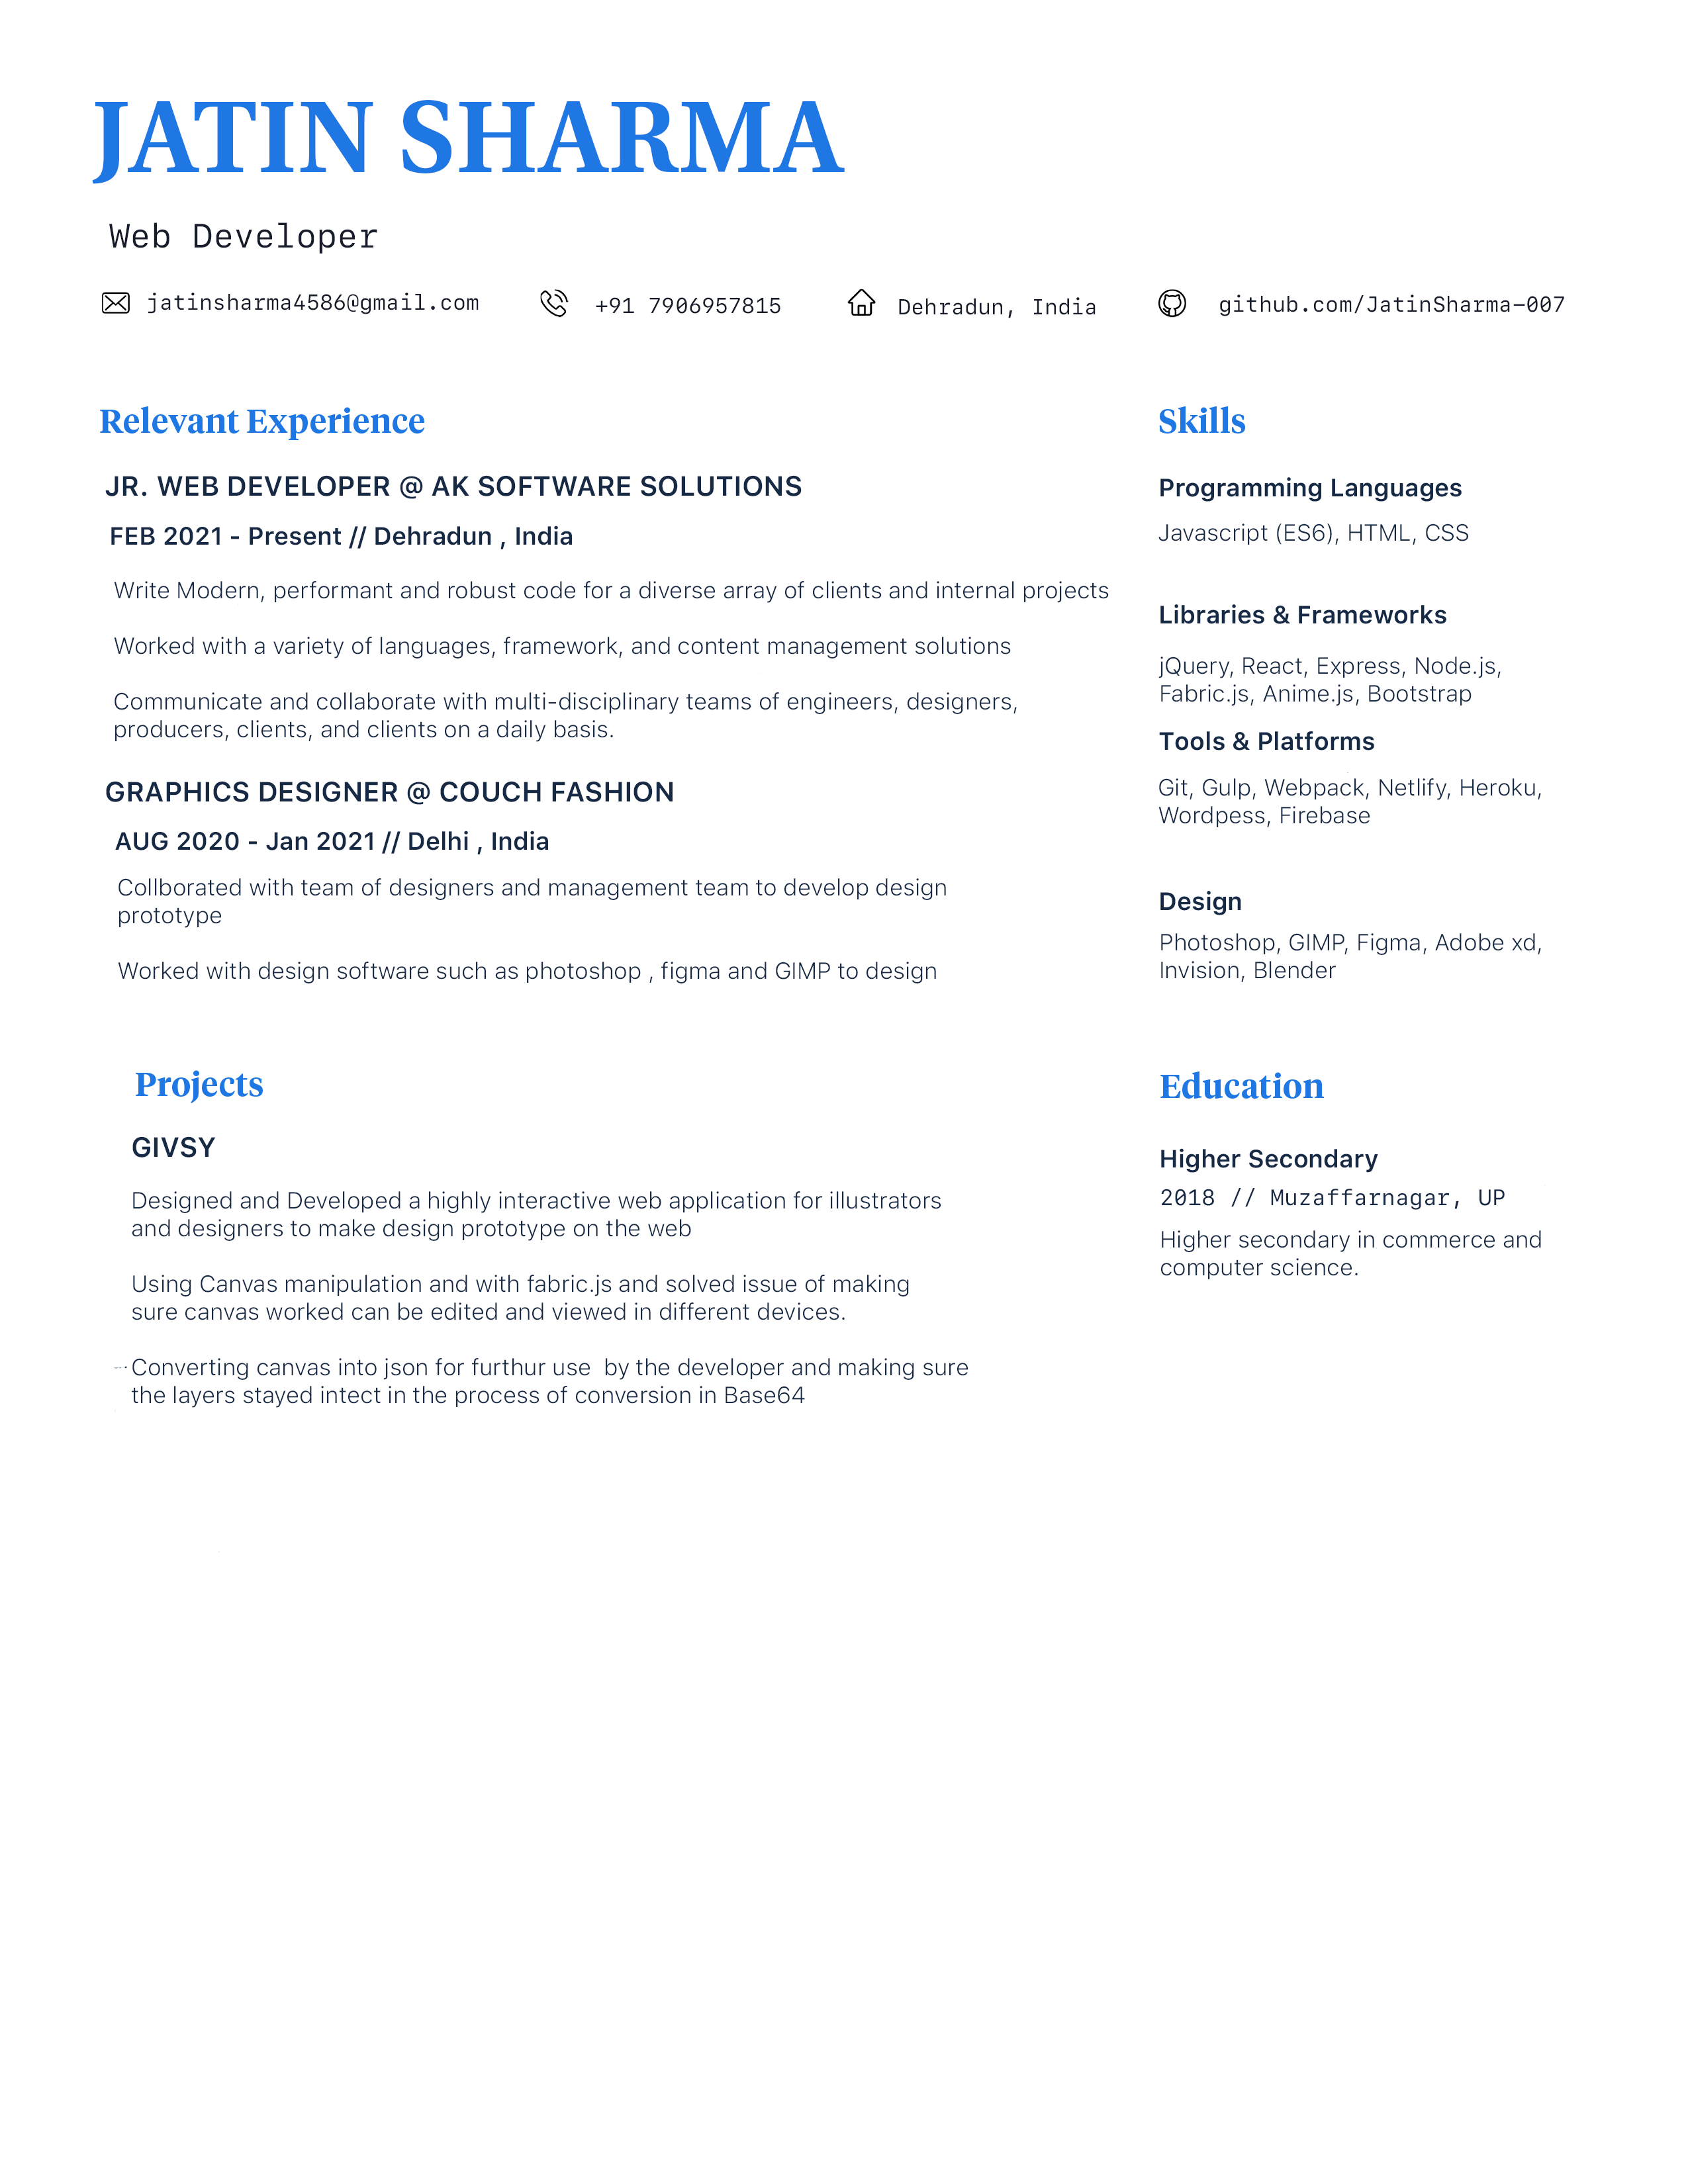 JATIN SHARMA
Web Developer
jatinsharma4586@gmail.com
+91 7906957815
Dehradun, India
github.com/JatinSharma-007
Relevant Experience
JR. WEB DEVELOPER @ AK SOFTWARE SOLUTIONS
FEB 2021 - Present // Dehradun , India
Write Modern, performant and robust code for a diverse array of clients and internal projects
Worked with a variety of languages, framework, and content management solutions
Communicate and collaborate with multi-disciplinary teams of engineers, designers,
producers, clients, and clients on a daily basis.
GRAPHICS DESIGNER @ COUCH FASHION
AUG 2020 - Jan 2021 // Delhi , India
Collborated with team of designers and management team to develop design
prototype
Worked with design software such as photoshop , figma and GIMP to design
Projects
GIVSY
Designed and Developed a highly interactive web application for illustrators
and designers to make design prototype on the web
Using Canvas manipulation and with fabric.js and solved issue of making
sure canvas worked can be edited and viewed in different devices.
Converting canvas into json for furthur use  by the developer and making sure
the layers stayed intect in the process of conversion in Base64
Skills
Programming Languages
Javascript (ES6), HTML, CSS
Libraries & Frameworks
jQuery, React, Express, Node.js,
Fabric.js, Anime.js, Bootstrap
Tools & Platforms
Git, Gulp, Webpack, Netlify, Heroku,
Wordpess, Firebase
Design
Photoshop, GIMP, Figma, Adobe xd,
Invision, Blender
Education
Higher Secondary
2018 // Muzaffarnagar, UP
Higher secondary in commerce and
computer science.